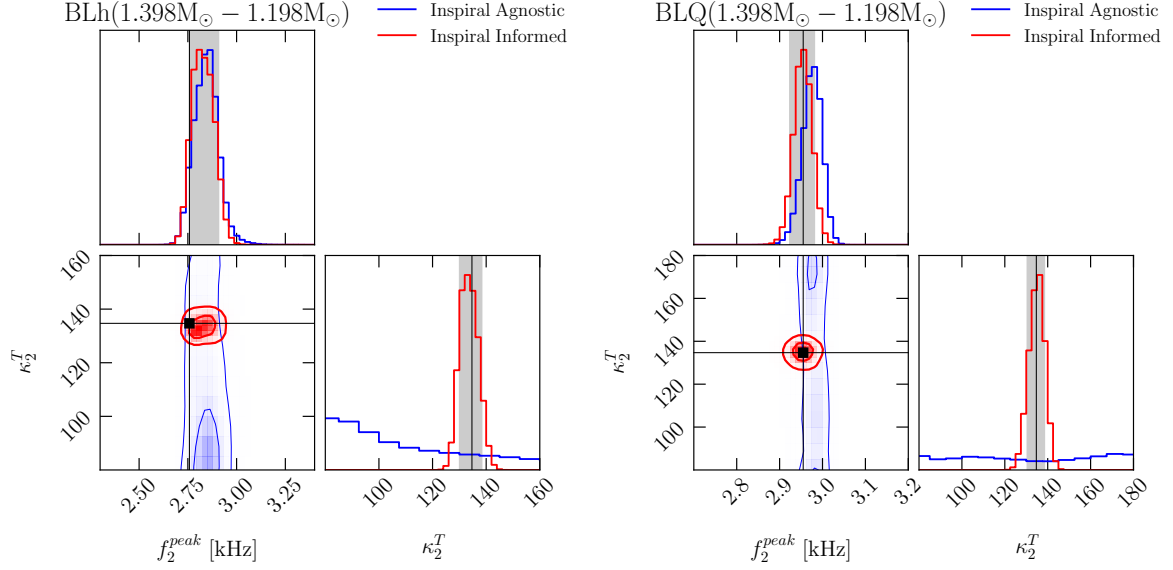 BLh(1.398M⊙ − 1.198M⊙)
Inspiral Agnostic
Inspiral Informed
160
140
120
100
κ₂ᵀ
2.50
2.75
3.00
3.25
f₂ᵖᵉᵃᵏ [kHz]
100
120
140
160
κ₂ᵀ
BLQ(1.398M⊙ − 1.198M⊙)
Inspiral Agnostic
Inspiral Informed
180
160
140
120
100
κ₂ᵀ
2.8
2.9
3.0
3.1
3.2
f₂ᵖᵉᵃᵏ [kHz]
100
120
140
160
180
κ₂ᵀ